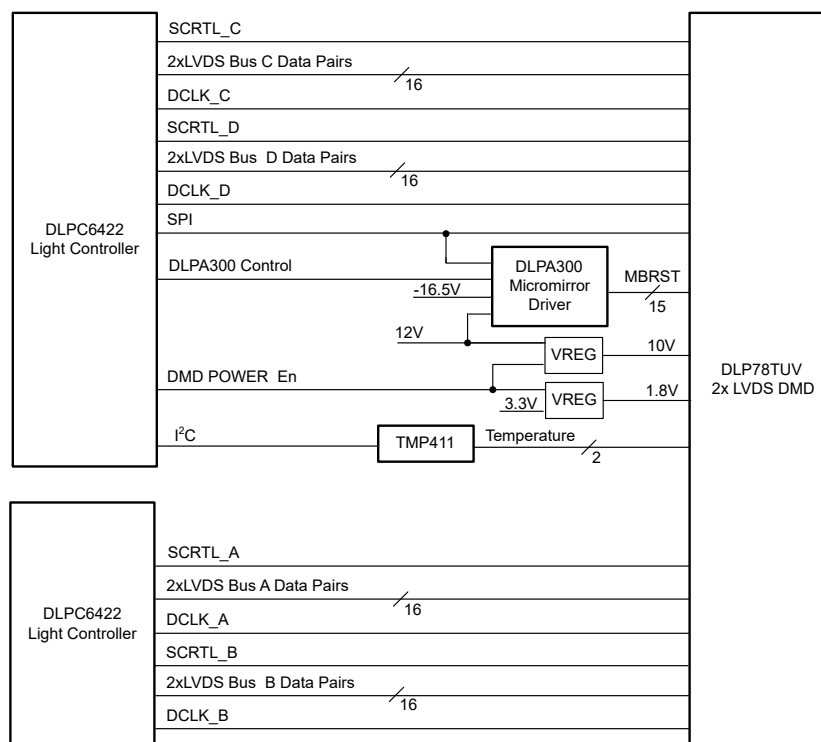 SCRTL_C
2xLVDS Bus C Data Pairs
16
DCLK_C
SCRTL_D
2xLVDS Bus D Data Pairs
16
DCLK_D
SPI
DLPC6422
Light Controller
DLPA300 Control
-16.5V
DLPA300
Micromirror
Driver
MBRST
15
12V
VREG
10V
DMD POWER En
3.3V
VREG
1.8V
DLP78TUV
2x LVDS DMD
I²C
TMP411
Temperature
2
SCRTL_A
2xLVDS Bus A Data Pairs
16
DCLK_A
DLPC6422
Light Controller
SCRTL_B
2xLVDS Bus B Data Pairs
16
DCLK_B